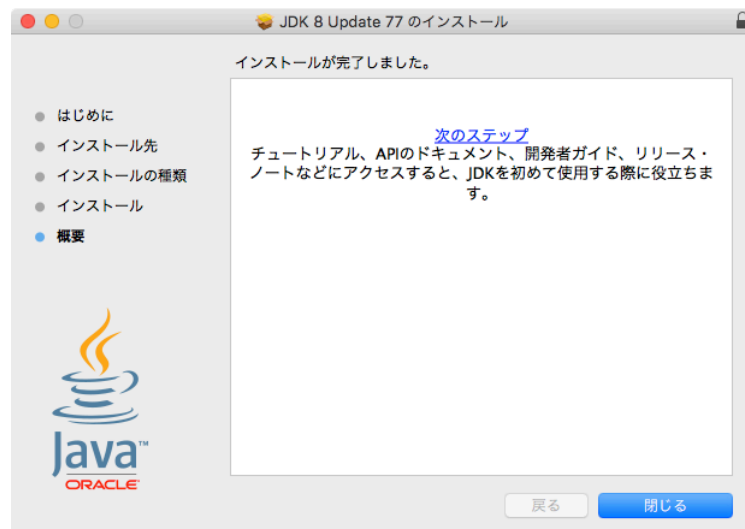 JDK 8 Update 77 のインストール
インストールが完了しました。
はじめに
インストール先
インストールの種類
インストール
概要
次のステップ
チュートリアル、APIのドキュメント、開発者ガイド、リリース・
ノートなどにアクセスすると、JDKを初めて使用する際に役立ちま
す。
Java™
ORACLE
戻る
閉じる